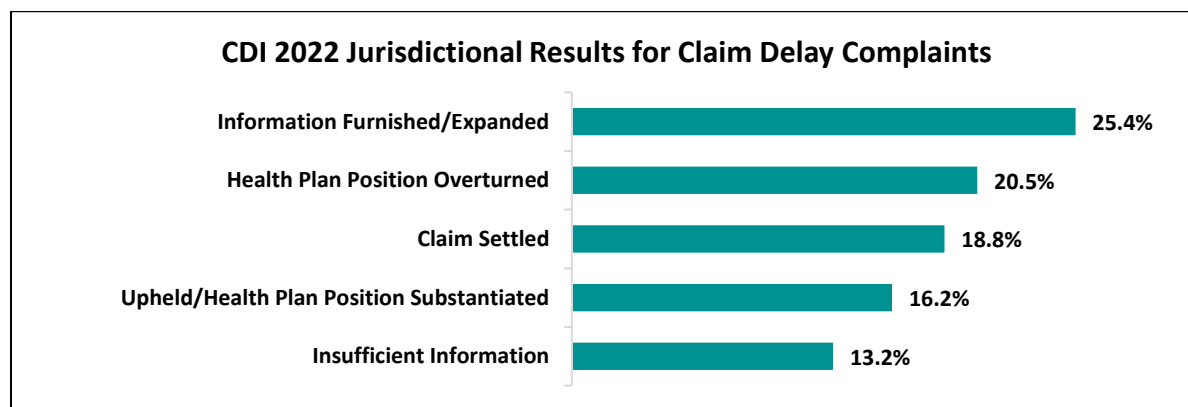 CDI 2022 Jurisdictional Results for Claim Delay Complaints
Information Furnished/Expanded 25.4%
Health Plan Position Overturned 20.5%
Claim Settled 18.8%
Upheld/Health Plan Position Substantiated 16.2%
Insufficient Information 13.2%